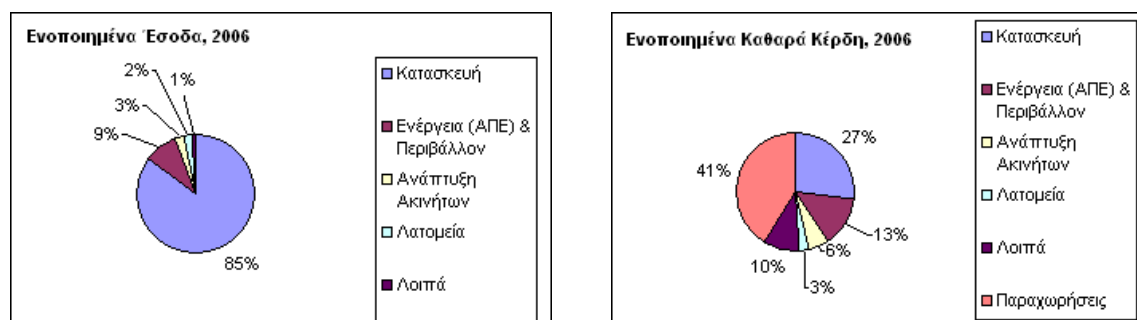 Ενοποιημένα Έσοδα, 2006
2%
1%
3%
9%
85%
Κατασκευή
Ενέργεια (ΑΠΕ) &
Περιβάλλον
Ανάπτυξη
Ακινήτων
Λατομεία
Λοιπά
Ενοποιημένα Καθαρά Κέρδη, 2006
27%
41%
13%
6%
10%
3%
Κατασκευή
Ενέργεια (ΑΠΕ) &
Περιβάλλον
Ανάπτυξη
Ακινήτων
Λατομεία
Λοιπά
Παραχωρήσεις